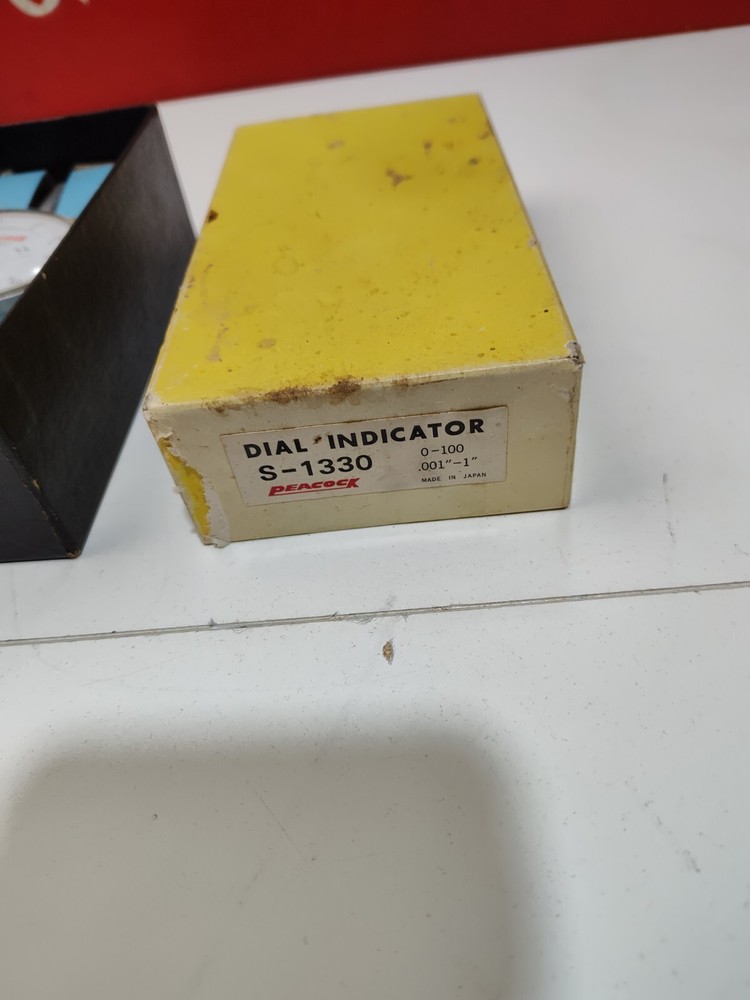 DIAL INDICATOR
S-1330
PEACOCK
0-100
.001"-1"
MADE IN JAPAN